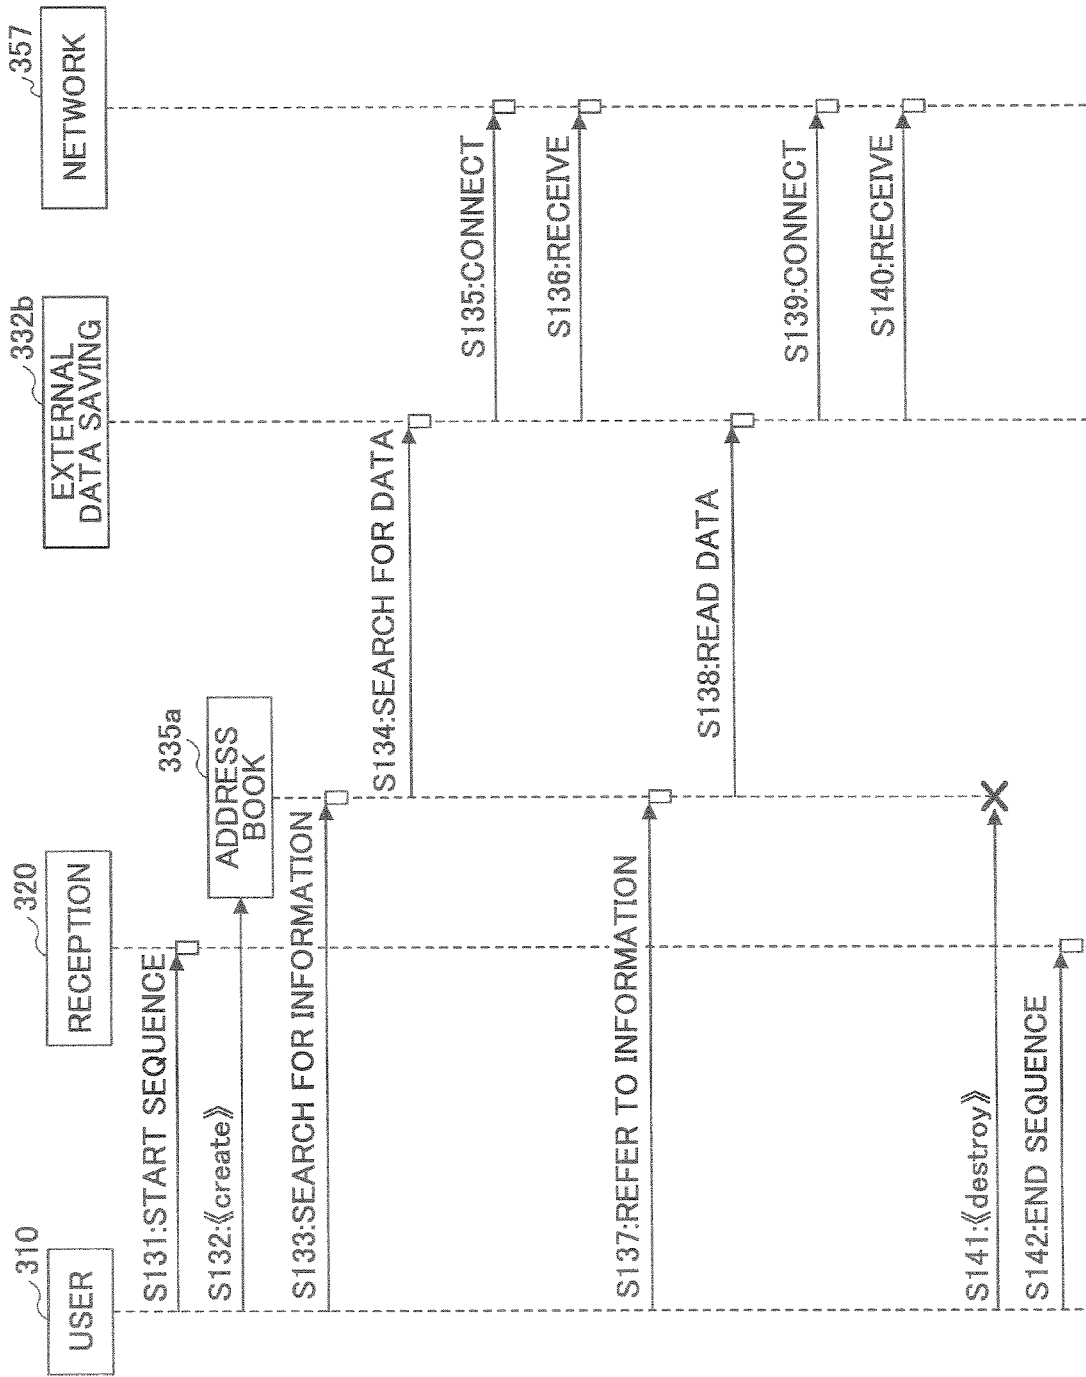 310
USER
320
RECEPTION
335a
ADDRESS
BOOK
332b
EXTERNAL
DATA SAVING
357
NETWORK
S131:START SEQUENCE
S132:《create》
S133:SEARCH FOR INFORMATION
S134:SEARCH FOR DATA
S135:CONNECT
S136:RECEIVE
S137:REFER TO INFORMATION
S138:READ DATA
S139:CONNECT
S140:RECEIVE
S141:《destroy》
S142:END SEQUENCE